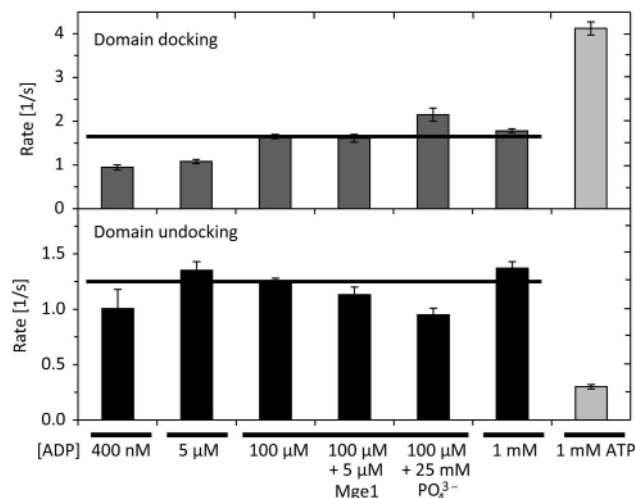 Domain docking
Rate [1/s]
4
3
2
1
0
Domain undocking
Rate [1/s]
1.5
1.0
0.5
0.0
[ADP] 400 nM 5 µM 100 µM 100 µM 100 µM 1 mM 1 mM ATP
+ 5 µM + 25 mM
Mge1 PO₄³⁻